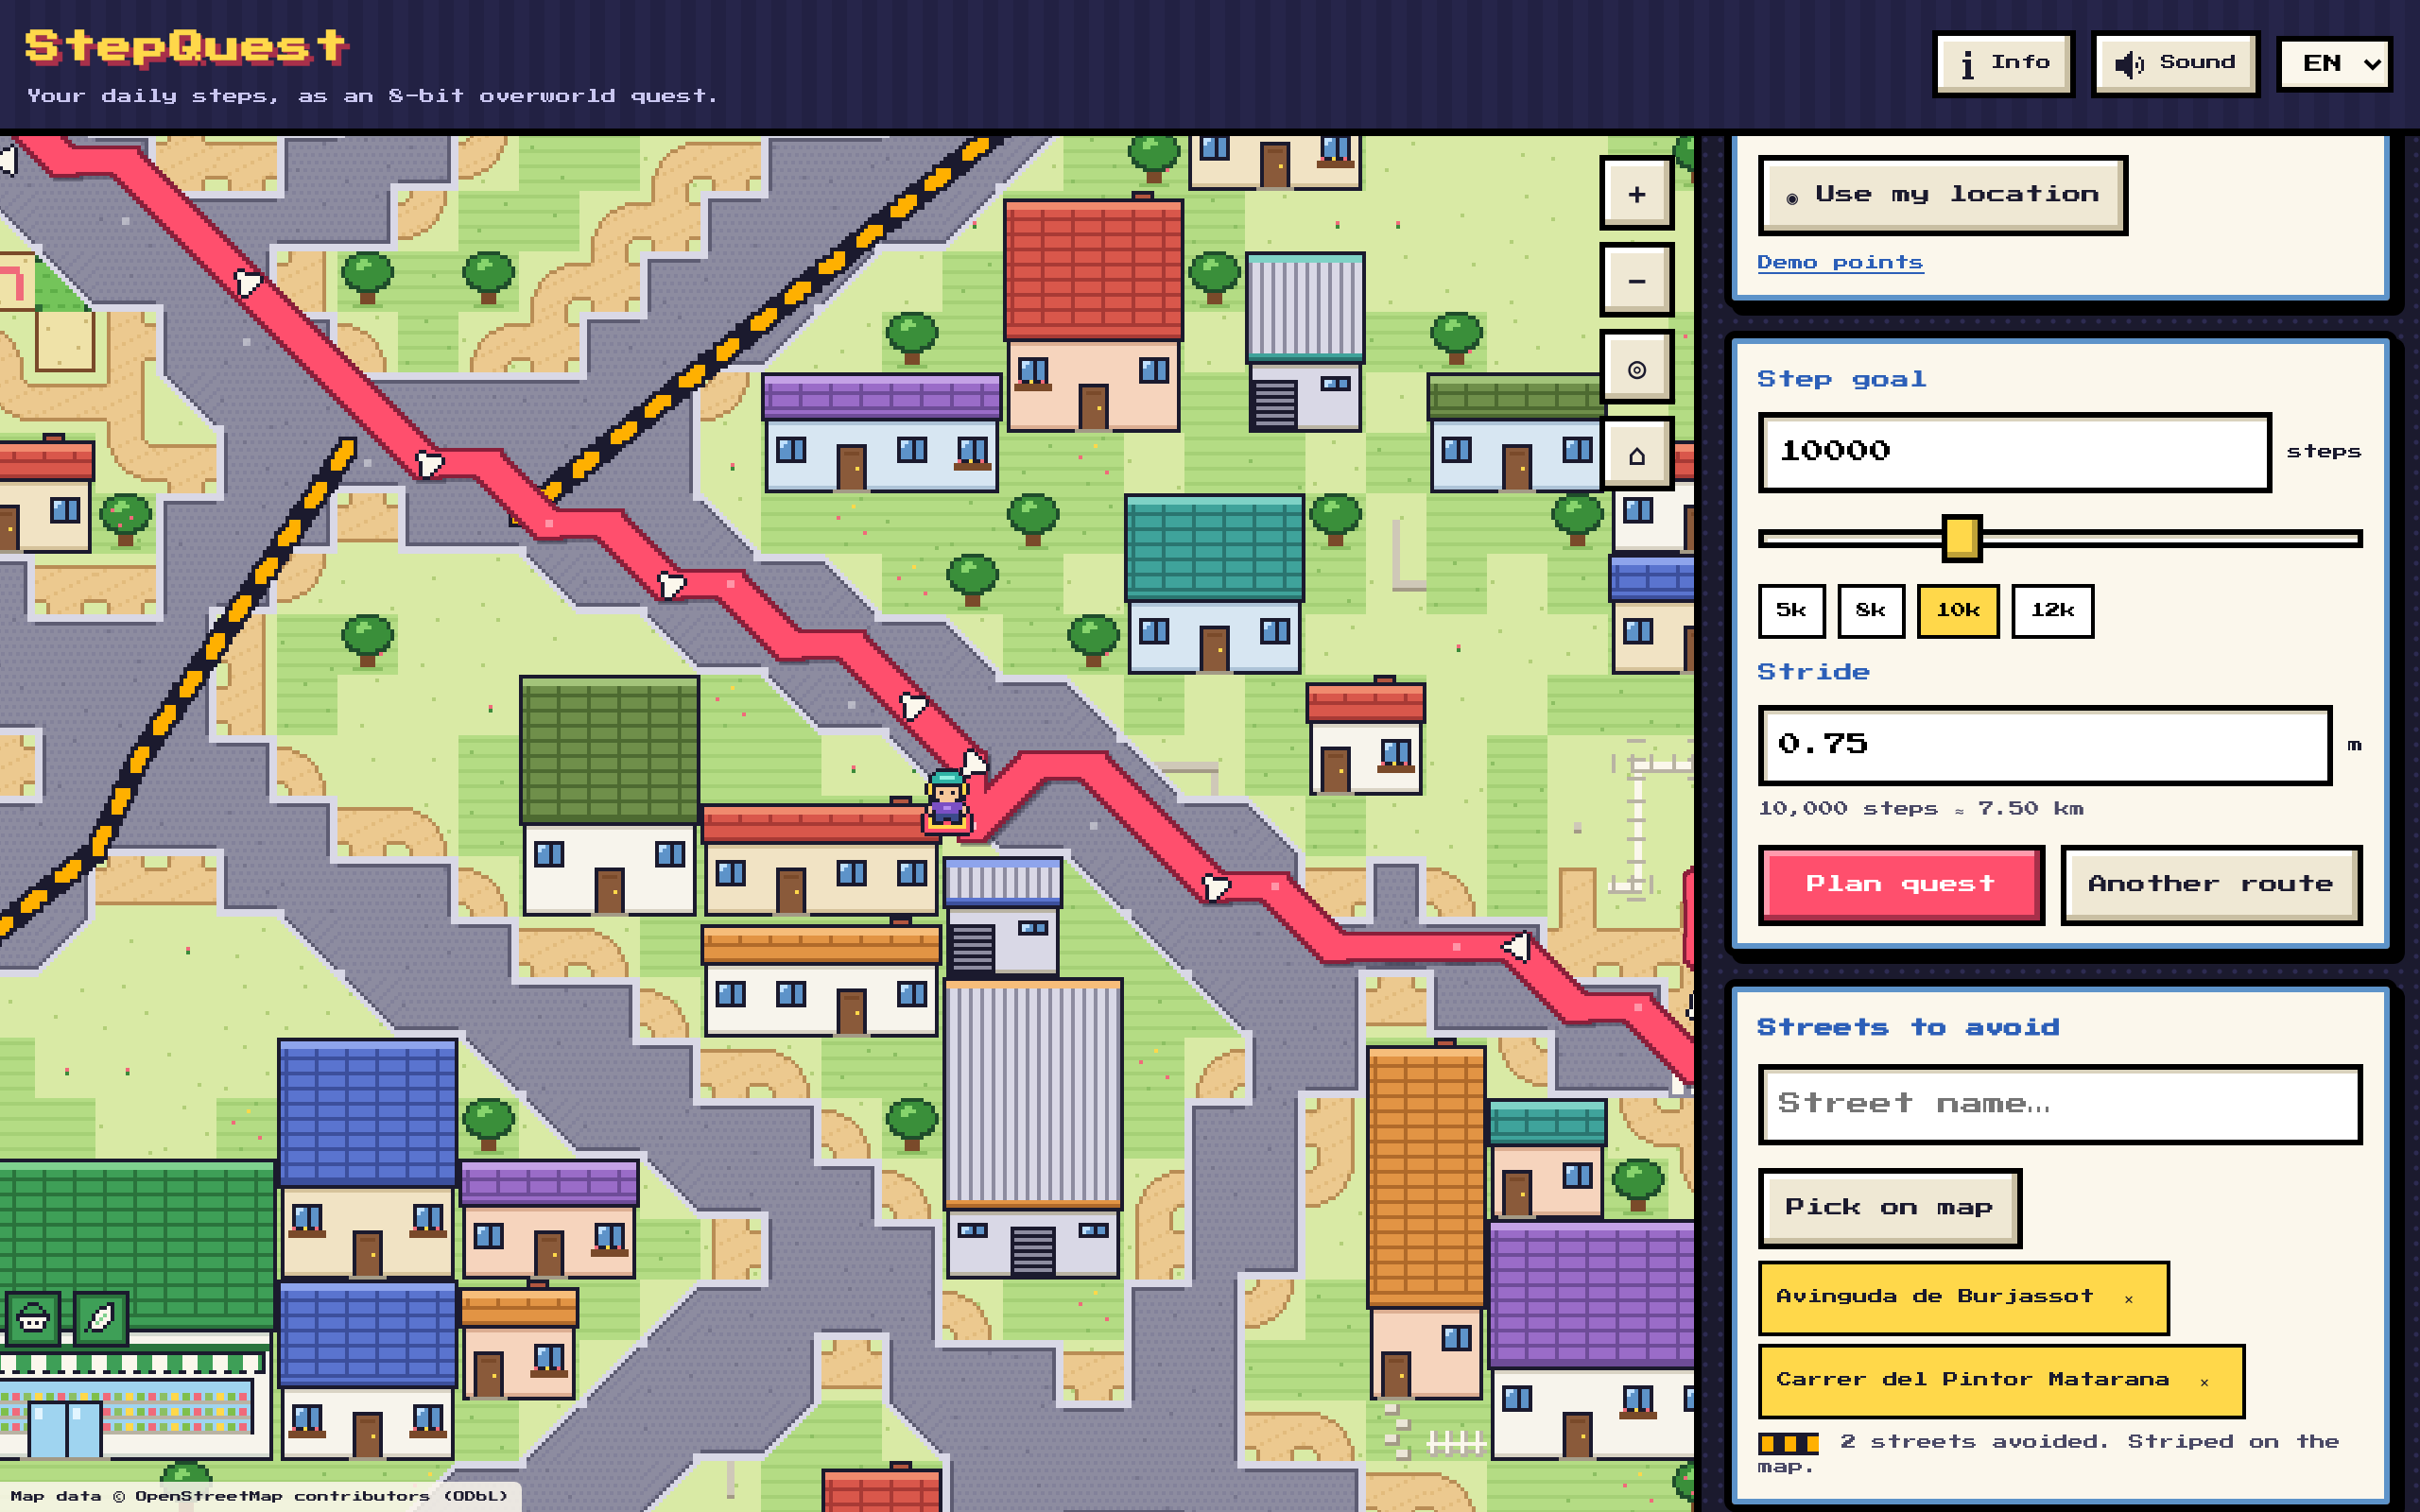 StepQuest
Your daily steps, as an 8-bit overworld quest.
Info
Sound
EN
+
−
Use my location
Demo points
Step goal
10000
steps
5k
8k
10k
12k
Stride
0.75
m
10,000 steps ≈ 7.50 km
Plan quest
Another route
Streets to avoid
Street name…
Pick on map
Avinguda de Burjassot ×
Carrer del Pintor Matarana ×
2 streets avoided. Striped on the
map.
Map data © OpenStreetMap contributors (ODbL)